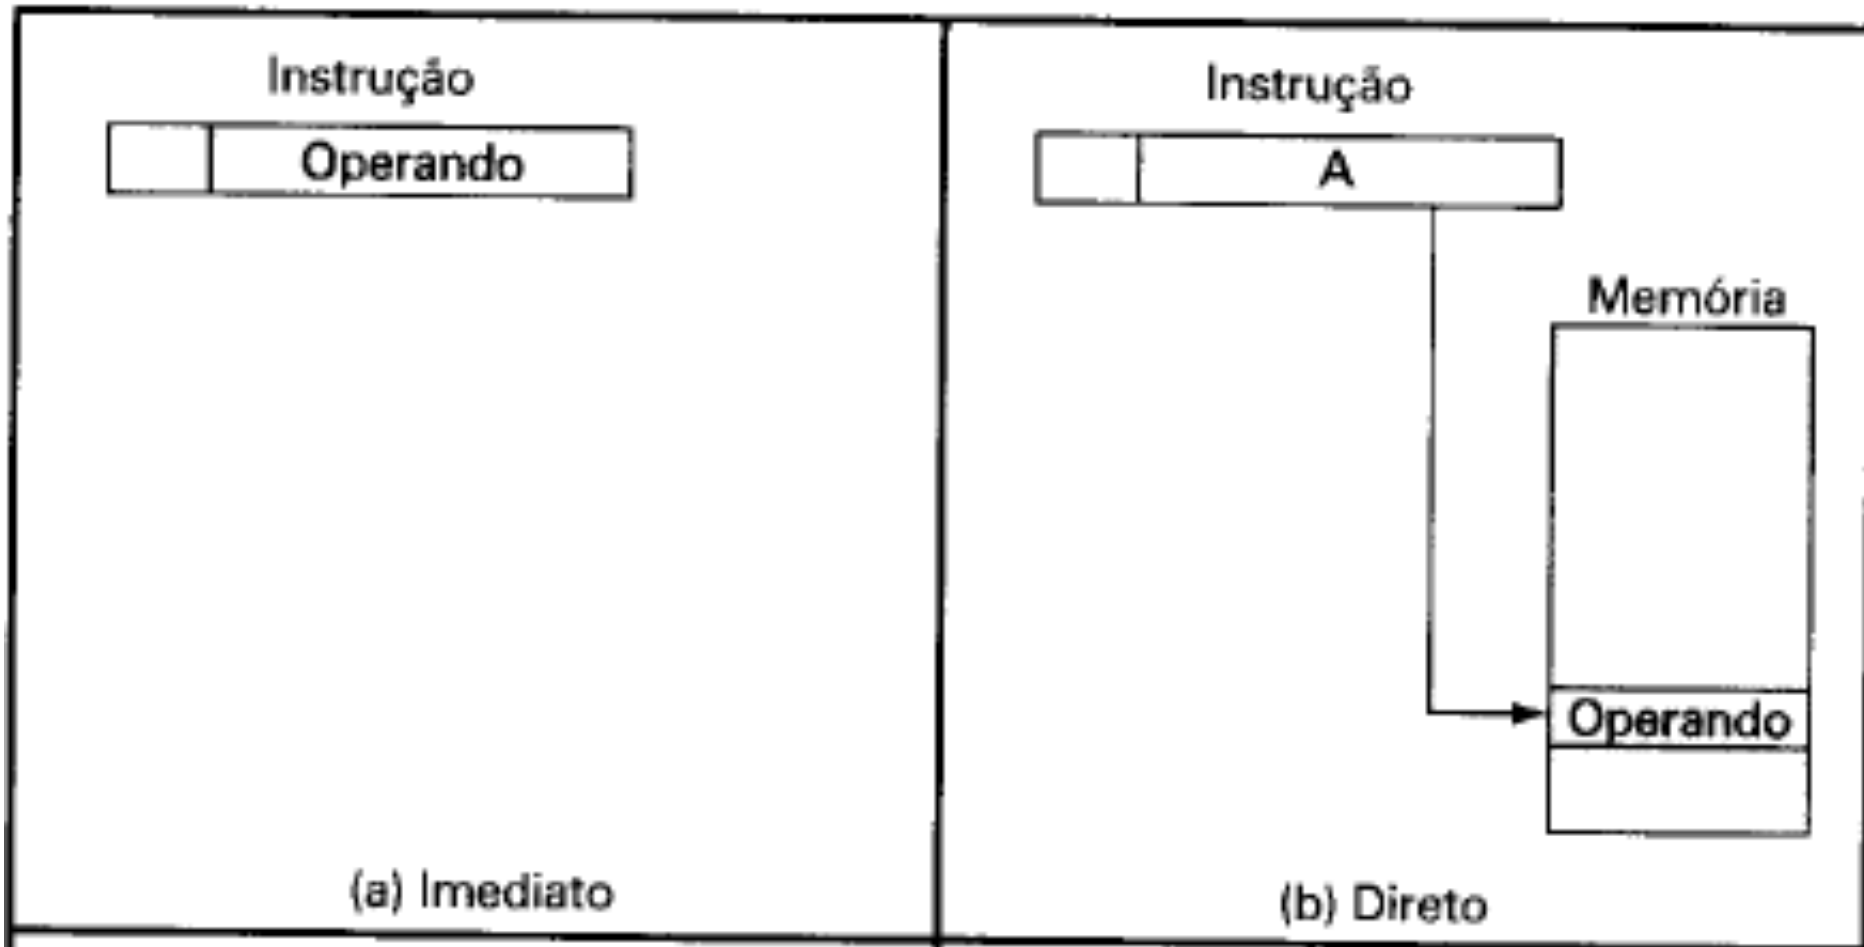 Instrução
Operando
(a) Imediato
Instrução
A
Memória
Operando
(b) Direto